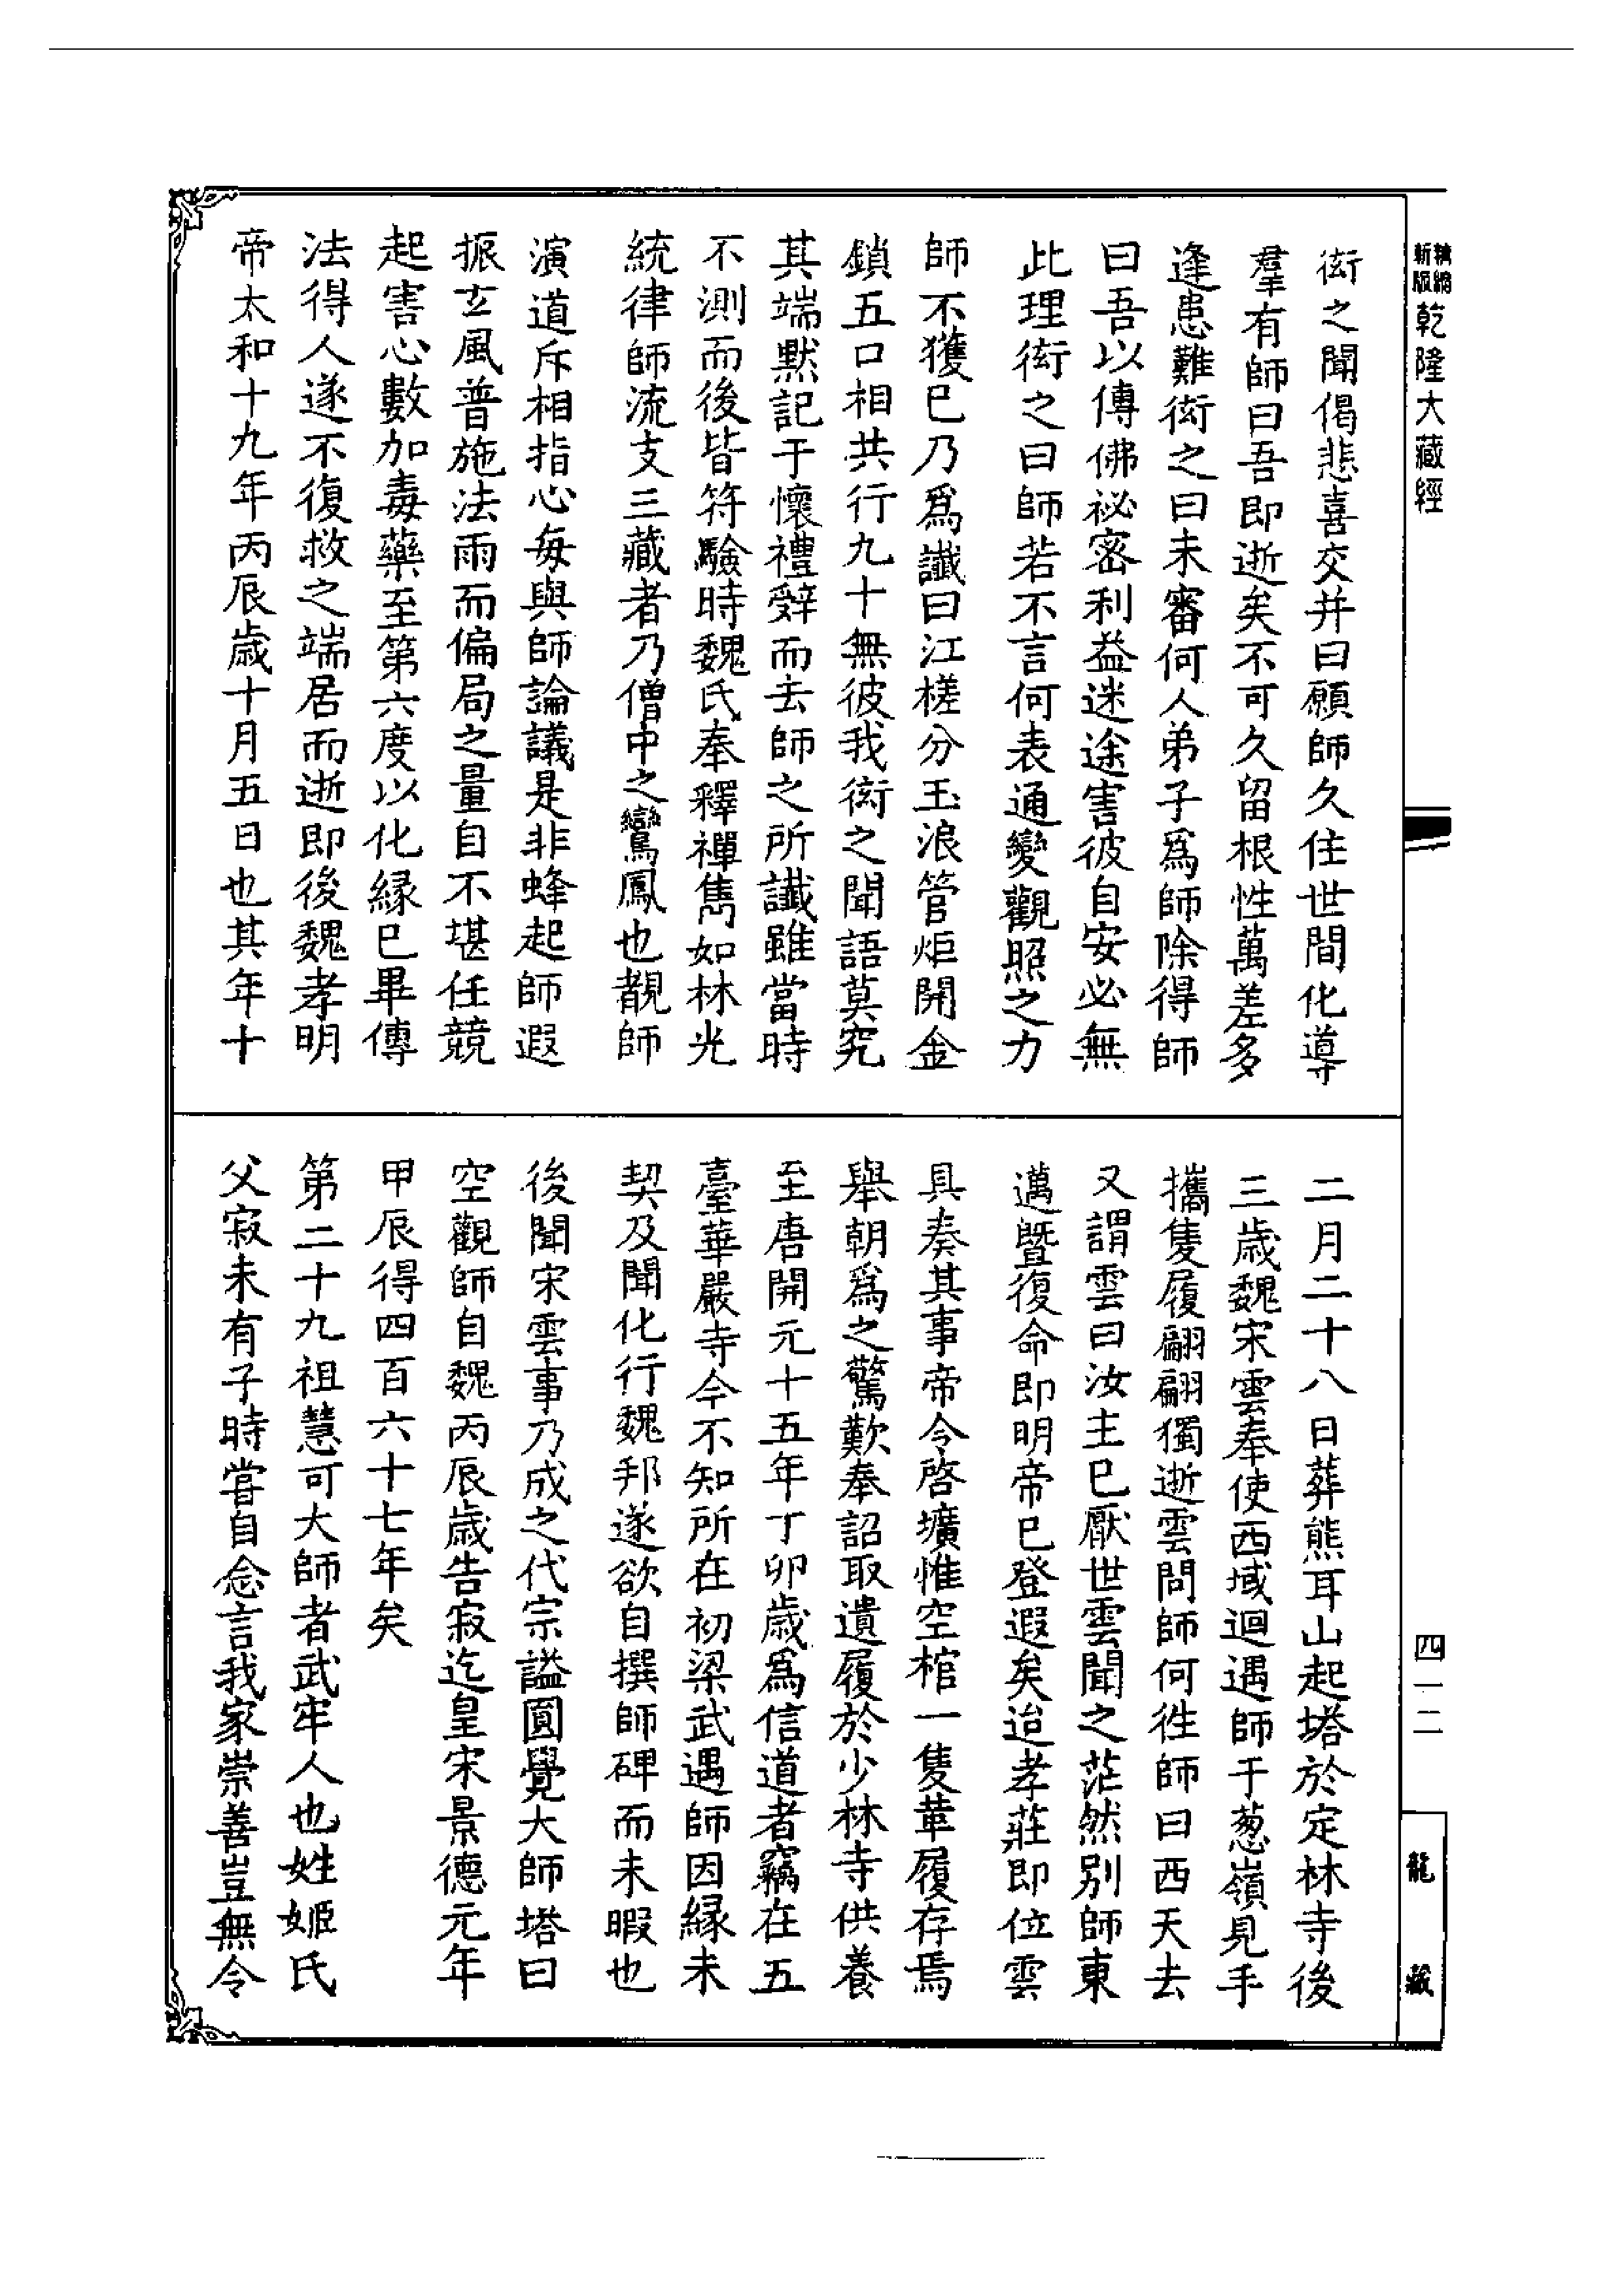 精縮新版乾隆大藏經
衒之聞偈悲喜交并曰願師久住世間化導
羣有師曰吾即逝矣不可久留根性萬差多
逢患難衒之曰未審何人弟子爲師除得師
曰吾以傳佛祕密利益迷途害彼自安必無
此理衒之曰師若不言何表通變觀照之力
師不獲已乃爲讖曰江槎分玉浪管炬開金
鎖五口相共行九十無彼我衒之聞語莫究
其端默記于懷禮辭而去師之所讖雖當時
不測而後皆符驗時魏氏奉釋禪雋如林光
統律師流支三藏者乃僧中之鸞鳳也覩師
演道斥相指心每與師論議是非蜂起師遐
振玄風普施法雨而偏局之量自不堪任競
起害心數加毒藥至第六度以化緣已畢傳
法得人遂不復救之端居而逝即後魏孝明
帝太和十九年丙辰歲十月五日也其年十
二月二十八日葬熊耳山起塔於定林寺後
三歲魏宋雲奉使西域迴遇師于葱嶺見手
攜隻履翩翩獨逝雲問師何徃師曰西天去
又謂雲曰汝主已厭世雲聞之茫然別師東
邁暨復命即明帝已登遐矣迨孝莊即位雲
具奏其事帝令啓壙惟空棺一隻革履存焉
舉朝爲之驚歎奉詔取遺履於少林寺供養
至唐開元十五年丁卯歲爲信道者竊在五
臺華嚴寺今不知所在初梁武遇師因緣未
契及聞化行魏邦遂欲自撰師碑而未暇也
後聞宋雲事乃成之代宗謚圓覺大師塔曰
空觀師自魏丙辰歲告寂迄皇宋景德元年
甲辰得四百六十七年矣
第二十九祖慧可大師者武牢人也姓姬氏
父寂未有子時甞自念言我家崇善豈無令
四一二
龍藏